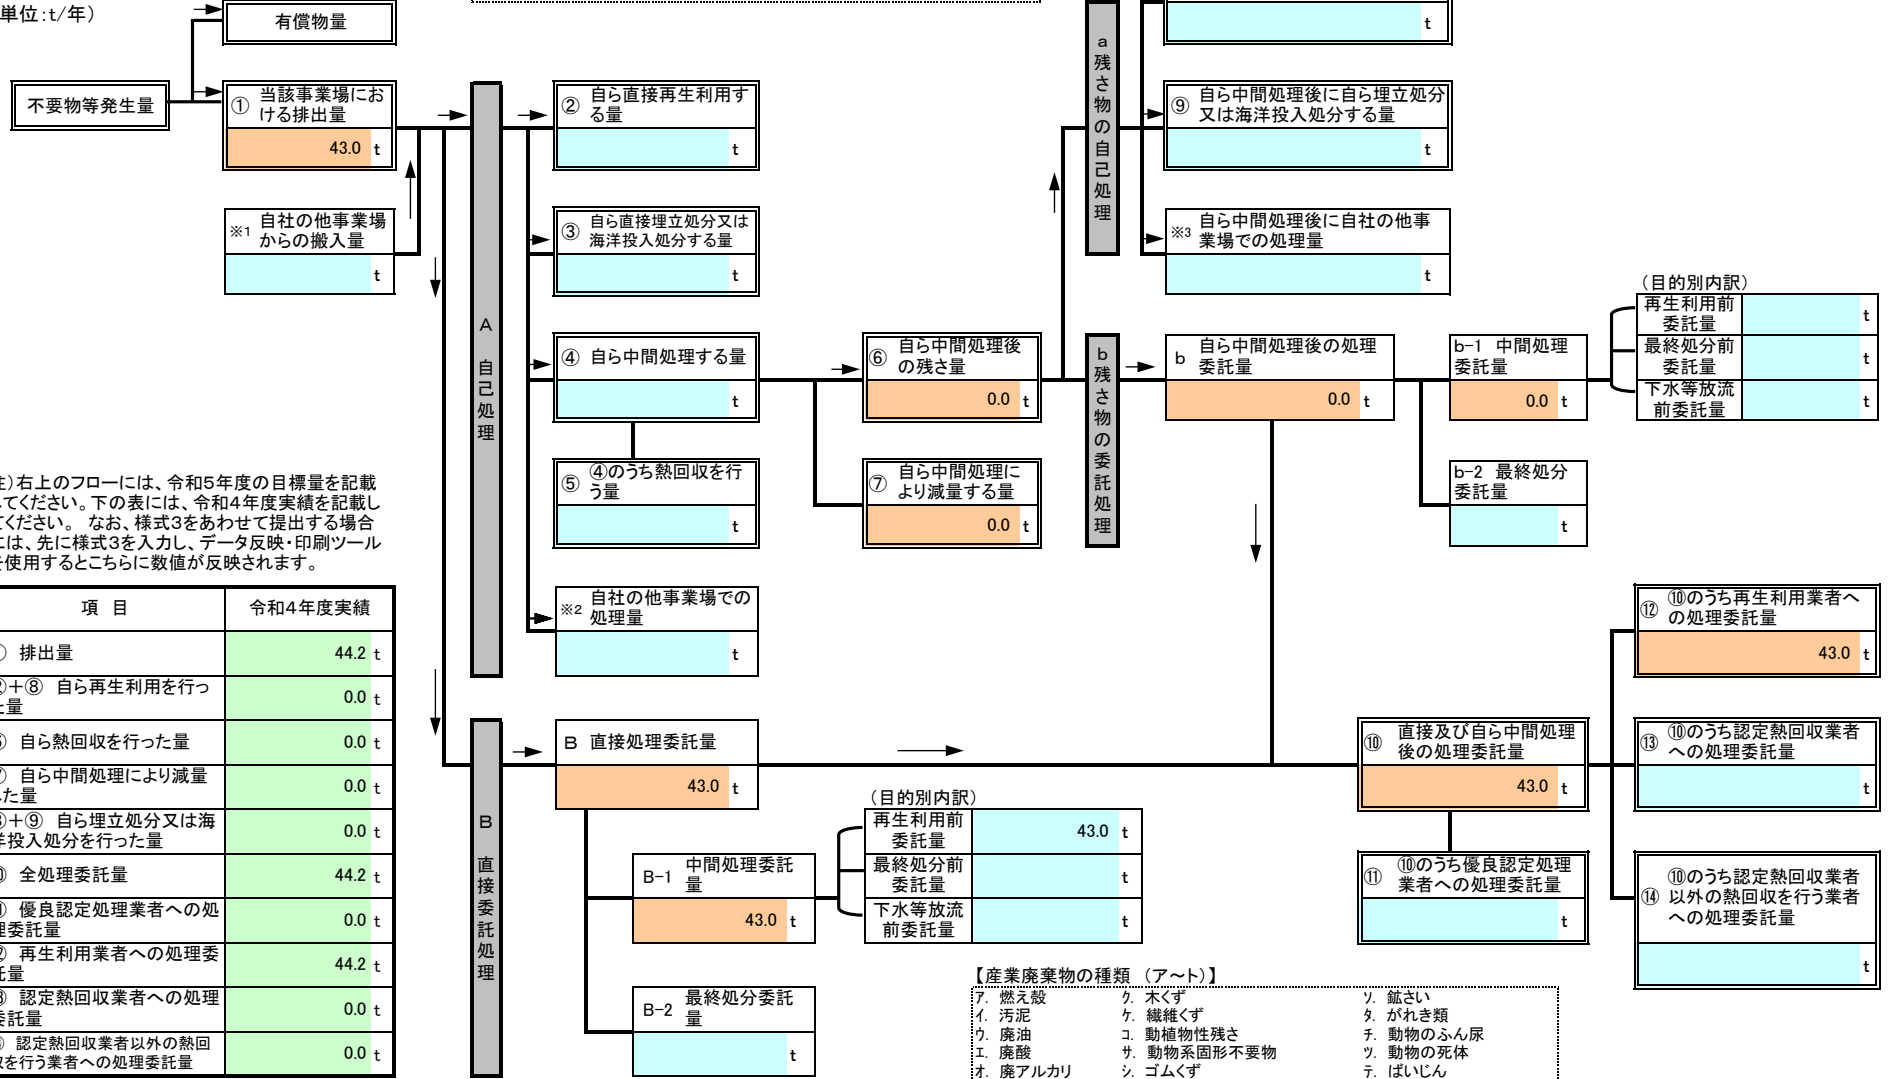 単位:t/年)
有償物量
不要物等発生量
① 当該事業場にお
ける排出量
43.0 t
※1 自社の他事業場
からの搬入量
t
A 自己処理
② 自ら直接再生利用す
る量
t
③ 自ら直接埋立処分又は
海洋投入処分する量
t
④ 自ら中間処理する量
t
⑤ ④のうち熱回収を行
う量
t
※2 自社の他事業場での
処理量
t
⑥ 自ら中間処理後
の残さ量
0.0 t
⑦ 自ら中間処理に
より減量する量
0.0 t
a 残さ物の自己処理
t
⑨ 自ら中間処理後に自ら埋立処分
又は海洋投入処分する量
t
※3 自ら中間処理後に自社の他事
業場での処理量
t
b 残さ物の委託処理
b 自ら中間処理後の処理
委託量
0.0 t
b-1 中間処理
委託量
0.0 t
b-2 最終処分
委託量
t
(目的別内訳)
再生利用前
委託量
t
最終処分前
委託量
t
下水等放流
前委託量
t
注)右上のフローには、令和5年度の目標量を記載
してください。下の表には、令和4年度実績を記載し
てください。 なお、様式3をあわせて提出する場合
には、先に様式3を入力し、データ反映・印刷ツール
を使用するとこちらに数値が反映されます。
項 目 令和4年度実績
① 排出量 44.2 t
②+⑧ 自ら再生利用を行っ
た量 0.0 t
⑤ 自ら熱回収を行った量 0.0 t
⑦ 自ら中間処理により減量
した量 0.0 t
③+⑨ 自ら埋立処分又は海
洋投入処分を行った量 0.0 t
⑩ 全処理委託量 44.2 t
⑪ 優良認定処理業者への処
理委託量 0.0 t
⑫ 再生利用業者への処理委
託量 44.2 t
⑬ 認定熱回収業者への処理
委託量 0.0 t
⑭ 認定熱回収業者以外の熱回
収を行う業者への処理委託量 0.0 t
B 直接委託処理
B 直接処理委託量
43.0 t
B-1 中間処理委託
量
43.0 t
B-2 最終処分委託
量
t
(目的別内訳)
再生利用前
委託量
43.0 t
最終処分前
委託量
t
下水等放流
前委託量
t
⑩ 直接及び自ら中間処理
後の処理委託量
43.0 t
⑪ ⑩のうち優良認定処理
業者への処理委託量
t
⑫ ⑩のうち再生利用業者へ
の処理委託量
43.0 t
⑬ ⑩のうち認定熱回収業者
への処理委託量
t
⑭ ⑩のうち認定熱回収業者
以外の熱回収を行う業者
への処理委託量
t
【産業廃棄物の種類 (ア~ト)】
ア. 燃え殻 ク. 木くず ソ. 鉱さい
イ. 汚泥 ケ. 繊維くず タ. がれき類
ウ. 廃油 コ. 動植物性残さ チ. 動物のふん尿
エ. 廃酸 サ. 動物系固形不要物 ツ. 動物の死体
オ. 廃アルカリ シ. ゴムくず テ. ばいじん